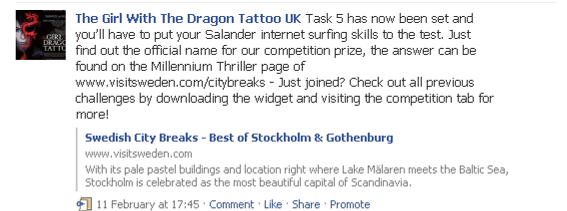 The Girl With The Dragon Tattoo UK Task 5 has now been set and
you'll have to put your Salander internet surfing skills to the test. Just
find out the official name for our competition prize, the answer can be
found on the Millennium Thriller page of
www.visitsweden.com/citybreaks - Just joined? Check out all previous
challenges by downloading the widget and visiting the competition tab for
more!
Swedish City Breaks - Best of Stockholm & Gothenburg
www.visitsweden.com
With its pale pastel buildings and location right where Lake Mälaren meets the Baltic Sea,
Stockholm is celebrated as the most beautiful capital of Scandinavia.
11 February at 17:45 · Comment · Like · Share · Promote